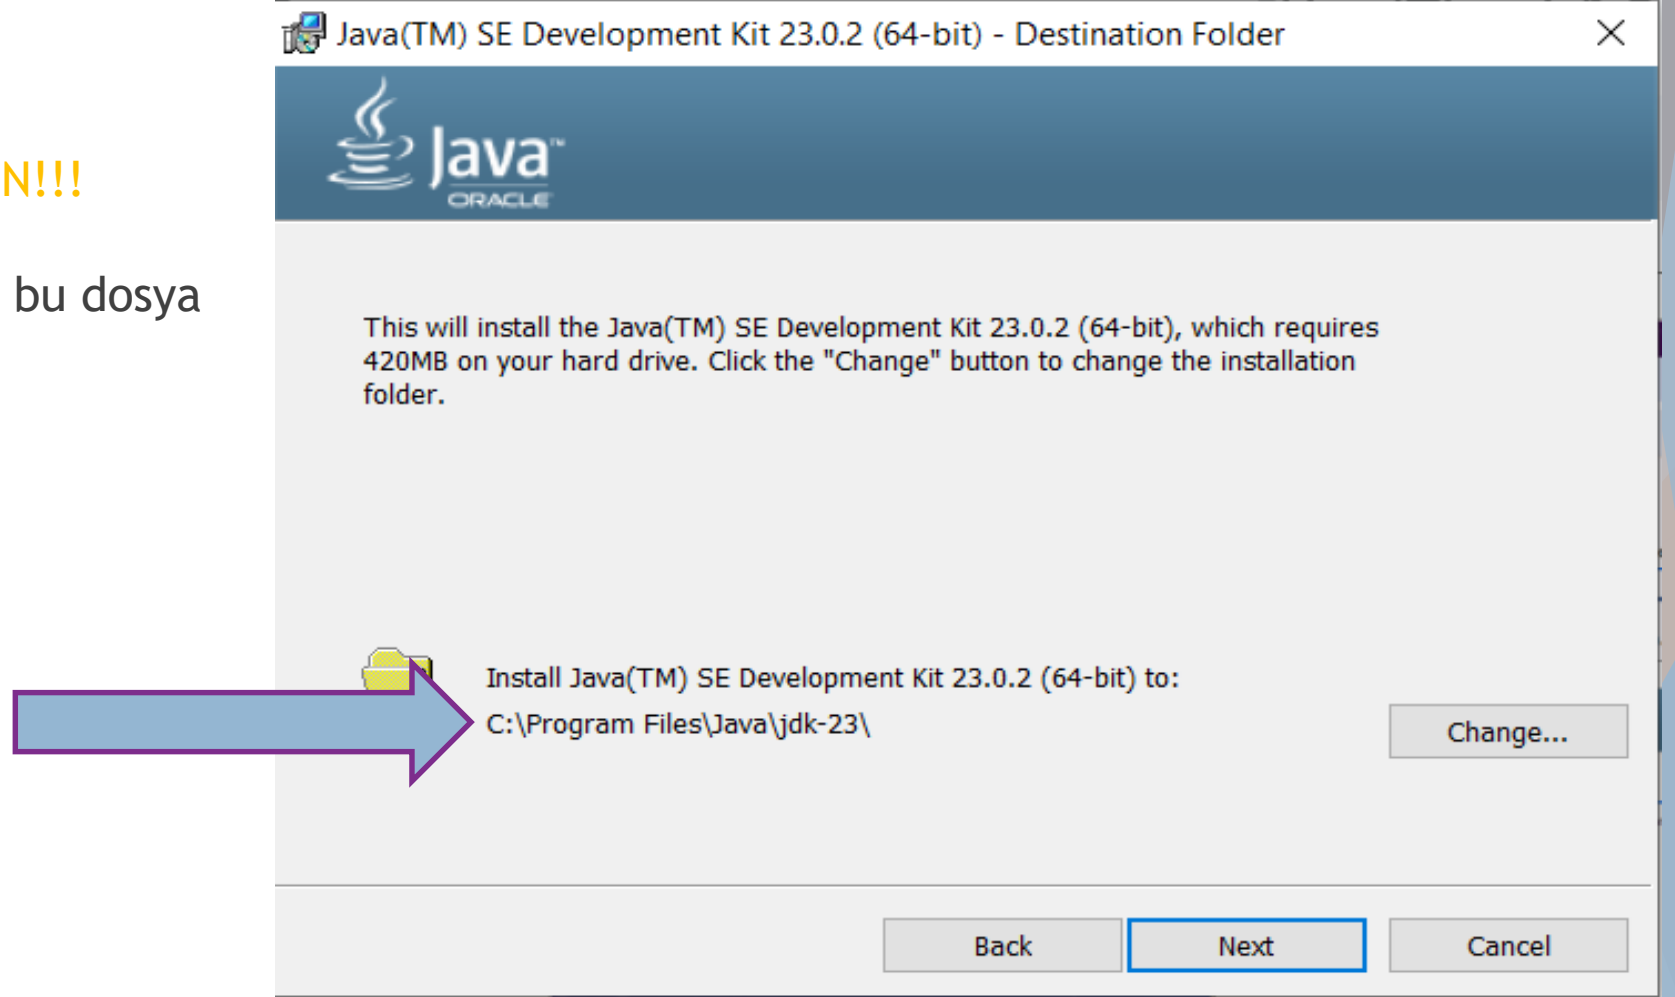 Java(TM) SE Development Kit 23.0.2 (64-bit) - Destination Folder
Java™
ORACLE
N!!!
bu dosya
This will install the Java(TM) SE Development Kit 23.0.2 (64-bit), which requires
420MB on your hard drive. Click the "Change" button to change the installation
folder.
Install Java(TM) SE Development Kit 23.0.2 (64-bit) to:
C:\Program Files\Java\jdk-23\
Change...
Back
Next
Cancel